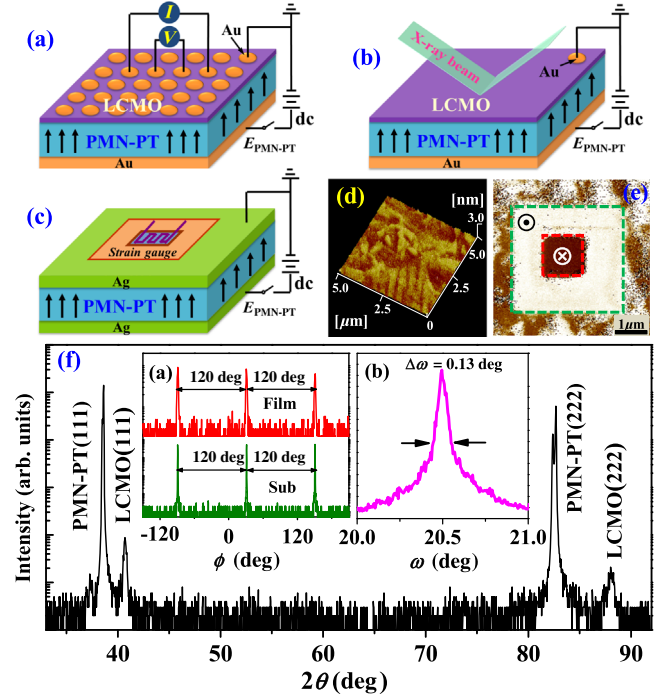 (a)
I
V
Au
LCMO
PMN-PT
Au
dc
E_PMN-PT
(b)
X-ray beam
Au
LCMO
PMN-PT
Au
dc
E_PMN-PT
(c)
Strain gauge
Ag
PMN-PT
Ag
dc
E_PMN-PT
(d)
[nm]
3.0
5.0
2.5
0
2.5
5.0
[μm]
(e)
1μm
(f)
Intensity (arb. units)
PMN-PT(111)
LCMO(111)
(a)
120 deg 120 deg
Film
120 deg 120 deg
Sub
-120 0 120
ϕ (deg)
(b)
Δω = 0.13 deg
20.0 20.5 21.0
ω (deg)
PMN-PT(222)
LCMO(222)
40 50 60 70 80 90
2θ (deg)